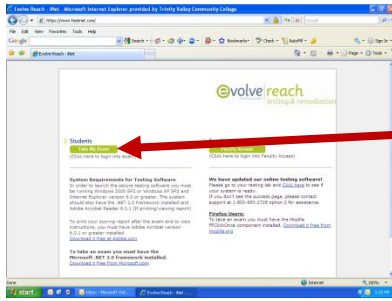 Evolve Reach - iNet - Microsoft Internet Explorer provided by Trinity Valley Community College
File Edit View Favorites Tools Help
Google
Evolve Reach - iNet
evolve reach
testing & remediation
Students
Take My Exam
(Click here to login into exam)
Faculty Access
(Click here to login into Faculty Access)
System Requirements for Testing Software
In order to launch the secure testing software you must
be running Windows 2000 SP2 or Windows XP SP2 and
Internet Explorer version 6.0 or greater. The system
should also have the .NET 2.0 framework installed and
Adobe Acrobat Reader 6.0.1 (if printing/viewing report)
To print your scoring report after the exam and to view
instructions, you must have Adobe Acrobat version
6.0.1 or greater installed.
Download it free at Adobe.com
To take an exam you must have the
Microsoft .NET 2.0 framework installed.
Download it free from Microsoft.com
We have updated our online testing software!
Please go to your testing lab and Click here to see if
your system is ready.
If you don't see the success page, please contact
support at 1-800-950-2728 option 2 for assistance.
Firefox Users:
To take an exam you must have the Mozilla
FFClickOnce component installed. Download it free from
mozilla.org
Done
Internet
100%
start